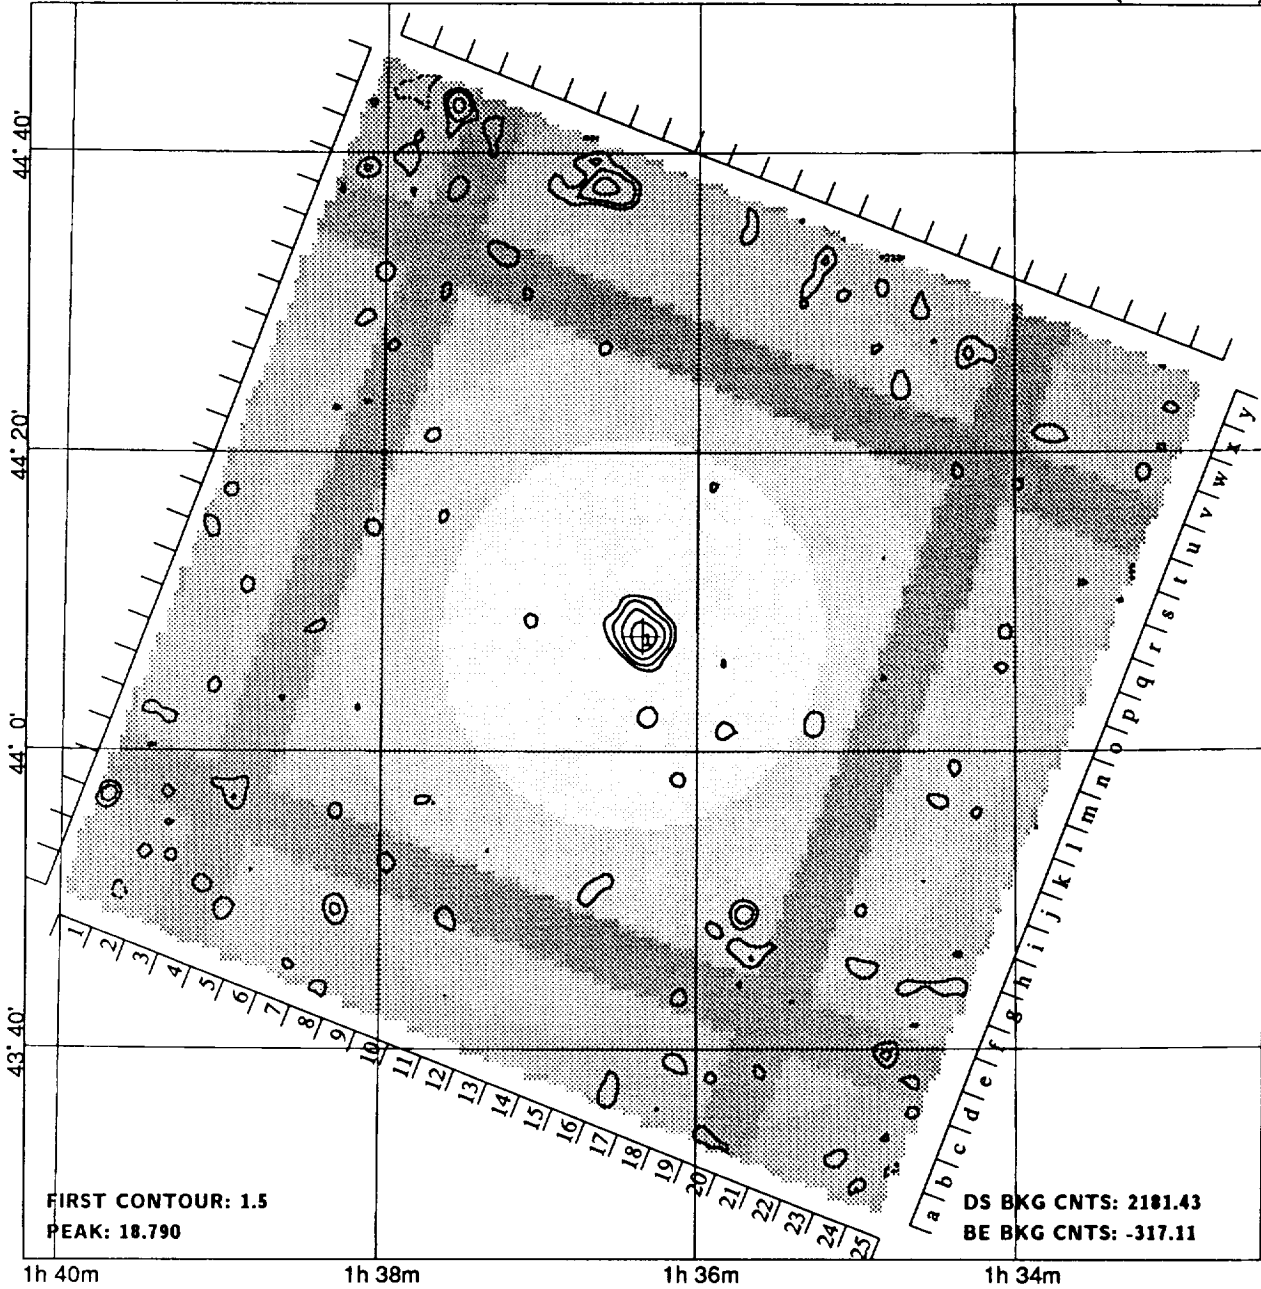 44° 40'
44° 20'
44° 0'
43° 40'
1
1 2 3 4 5 6 7 8 9 10 11 12 13 14 15 16 17 18 19 20 21 22 23 24 25
a b c d e f g h i j k l m n o p q r s t u v w x y
FIRST CONTOUR: 1.5
PEAK: 18.790
DS BKG CNTS: 2181.43
BE BKG CNTS: -317.11
1h 40m
1h 38m
1h 36m
1h 34m